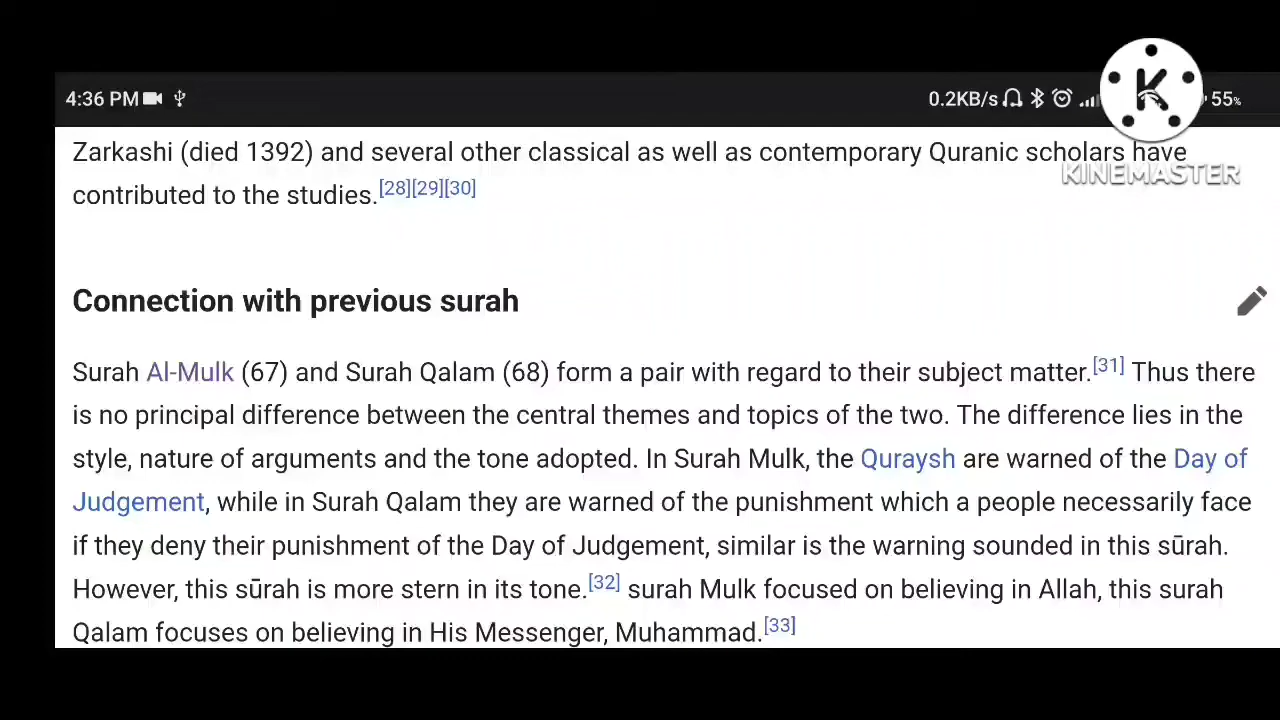 4:36 PM 0.2KB/s 55%
K
KINEMASTER
Zarkashi (died 1392) and several other classical as well as contemporary Quranic scholars have
contributed to the studies.[28][29][30]
Connection with previous surah
Surah Al-Mulk (67) and Surah Qalam (68) form a pair with regard to their subject matter.[31] Thus there
is no principal difference between the central themes and topics of the two. The difference lies in the
style, nature of arguments and the tone adopted. In Surah Mulk, the Quraysh are warned of the Day of
Judgement, while in Surah Qalam they are warned of the punishment which a people necessarily face
if they deny their punishment of the Day of Judgement, similar is the warning sounded in this sūrah.
However, this sūrah is more stern in its tone.[32] surah Mulk focused on believing in Allah, this surah
Qalam focuses on believing in His Messenger, Muhammad.[33]